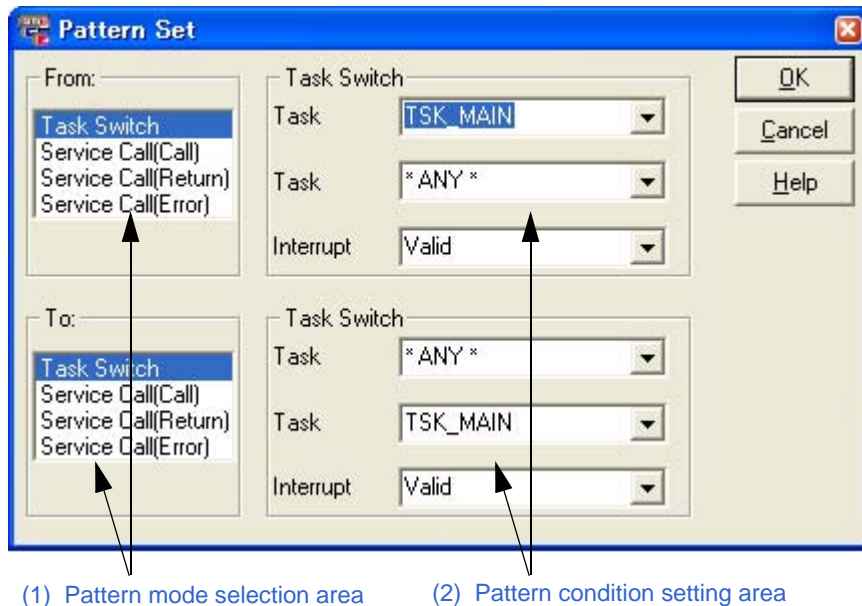 Pattern Set
From:
Task Switch
Service Call(Call)
Service Call(Return)
Service Call(Error)
Task Switch
Task TSK_MAIN
Task * ANY *
Interrupt Valid
OK
Cancel
Help
To:
Task Switch
Service Call(Call)
Service Call(Return)
Service Call(Error)
Task Switch
Task * ANY *
Task TSK_MAIN
Interrupt Valid
(1) Pattern mode selection area
(2) Pattern condition setting area